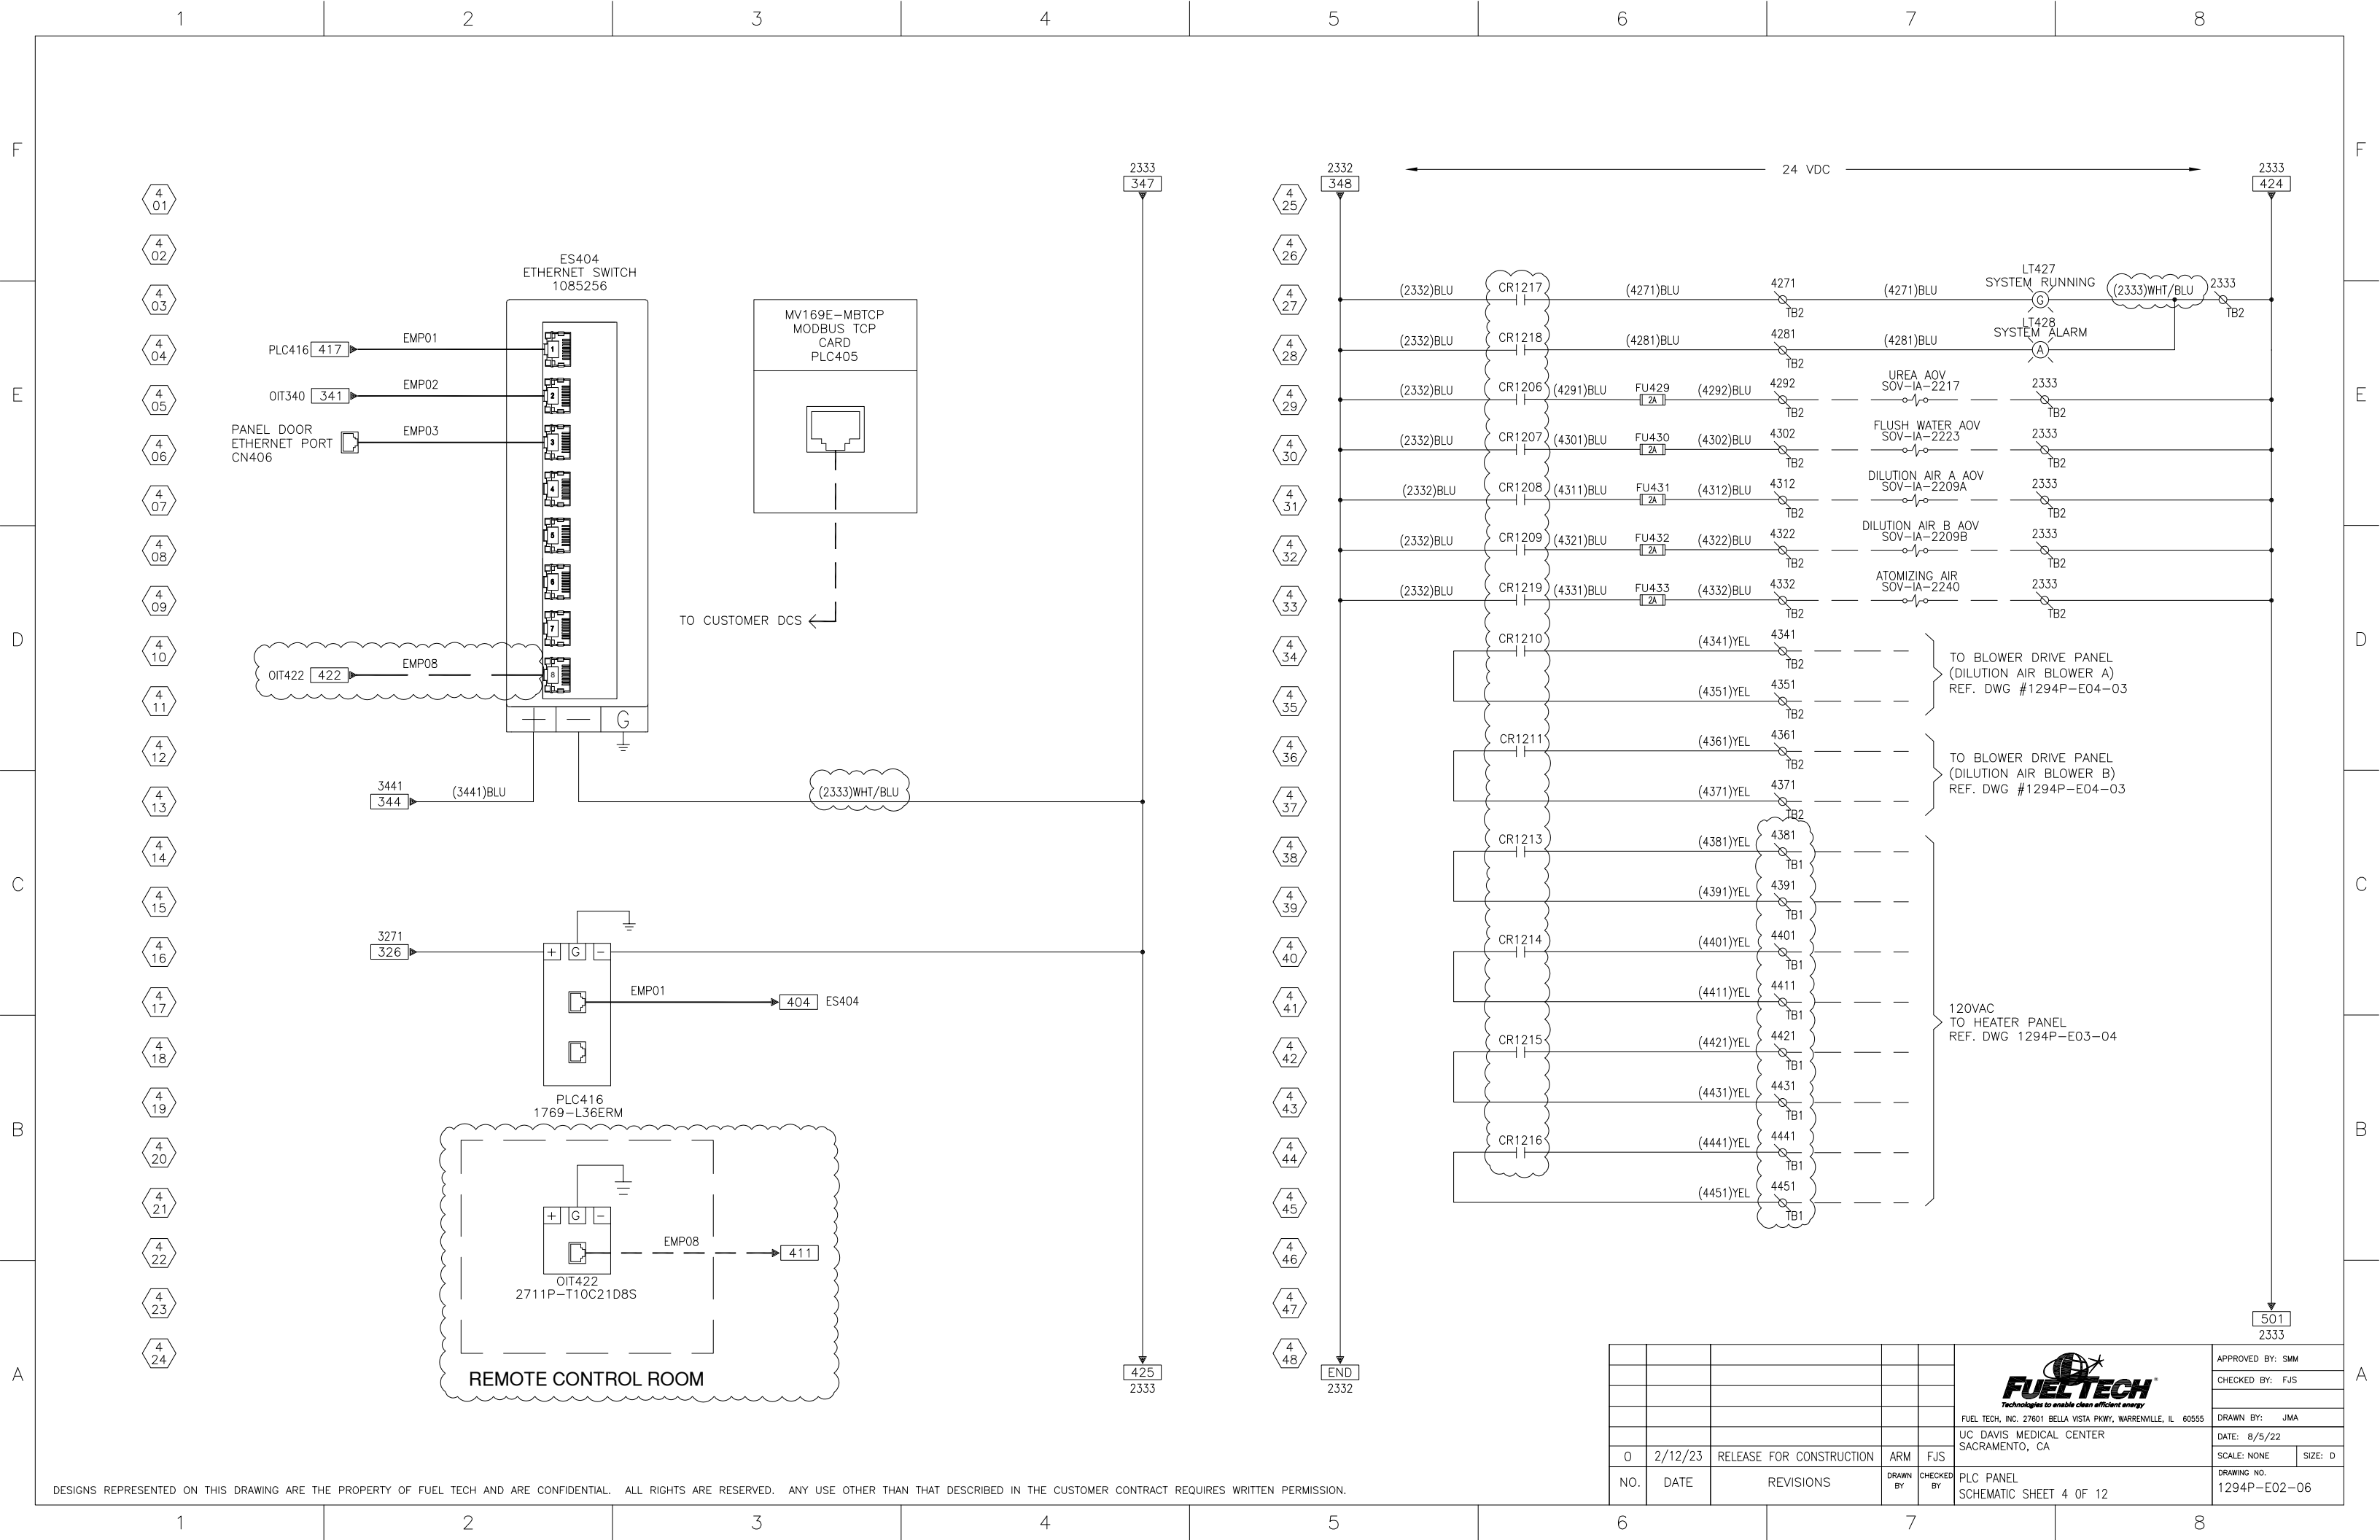 1 2 3 4 5 6 7 8
F
E
D
C
B
A
4 01
4 02
4 03
4 04
4 05
4 06
4 07
4 08
4 09
4 10
4 11
4 12
4 13
4 14
4 15
4 16
4 17
4 18
4 19
4 20
4 21
4 22
4 23
4 24
ES404
ETHERNET SWITCH
1085256
PLC416 417 EMP01 1
OIT340 341 EMP02 2
PANEL DOOR
ETHERNET PORT
CN406
EMP03 3
4
5
6
7
OIT422 422 EMP08 8
+ − G
3441
344 (3441)BLU (2333)WHT/BLU
MV169E-MBTCP
MODBUS TCP
CARD
PLC405
TO CUSTOMER DCS
3271
326
+ G -
EMP01 404 ES404
PLC416
1769-L36ERM
+ G -
EMP08 411
OIT422
2711P-T10C21D8S
REMOTE CONTROL ROOM
2333
347
425
2333
4 25
4 26
4 27
4 28
4 29
4 30
4 31
4 32
4 33
4 34
4 35
4 36
4 37
4 38
4 39
4 40
4 41
4 42
4 43
4 44
4 45
4 46
4 47
4 48
2332
348
24 VDC
2333
424
(2332)BLU CR1217 (4271)BLU 4271 TB2 (4271)BLU LT427 SYSTEM RUNNING G (2333)WHT/BLU 2333 TB2
(2332)BLU CR1218 (4281)BLU 4281 TB2 (4281)BLU LT428 SYSTEM ALARM A
(2332)BLU CR1206 (4291)BLU FU429 2A (4292)BLU 4292 TB2 UREA AOV SOV-IA-2217 2333 TB2
(2332)BLU CR1207 (4301)BLU FU430 2A (4302)BLU 4302 TB2 FLUSH WATER AOV SOV-IA-2223 2333 TB2
(2332)BLU CR1208 (4311)BLU FU431 2A (4312)BLU 4312 TB2 DILUTION AIR A AOV SOV-IA-2209A 2333 TB2
(2332)BLU CR1209 (4321)BLU FU432 2A (4322)BLU 4322 TB2 DILUTION AIR B AOV SOV-IA-2209B 2333 TB2
(2332)BLU CR1219 (4331)BLU FU433 2A (4332)BLU 4332 TB2 ATOMIZING AIR SOV-IA-2240 2333 TB2
CR1210 (4341)YEL 4341 TB2
(4351)YEL 4351 TB2
TO BLOWER DRIVE PANEL
(DILUTION AIR BLOWER A)
REF. DWG #1294P-E04-03
CR1211 (4361)YEL 4361 TB2
(4371)YEL 4371 TB2
TO BLOWER DRIVE PANEL
(DILUTION AIR BLOWER B)
REF. DWG #1294P-E04-03
CR1213 (4381)YEL 4381 TB1
(4391)YEL 4391 TB1
CR1214 (4401)YEL 4401 TB1
(4411)YEL 4411 TB1
CR1215 (4421)YEL 4421 TB1
(4431)YEL 4431 TB1
CR1216 (4441)YEL 4441 TB1
(4451)YEL 4451 TB1
120VAC
TO HEATER PANEL
REF. DWG 1294P-E03-04
END
2332
501
2333
0 2/12/23 RELEASE FOR CONSTRUCTION ARM FJS
NO. DATE REVISIONS DRAWN BY CHECKED BY
FUEL TECH®
Technologies to enable clean efficient energy
FUEL TECH, INC. 27601 BELLA VISTA PKWY, WARRENVILLE, IL 60555
UC DAVIS MEDICAL CENTER
SACRAMENTO, CA
PLC PANEL
SCHEMATIC SHEET 4 OF 12
APPROVED BY: SMM
CHECKED BY: FJS
DRAWN BY: JMA
DATE: 8/5/22
SCALE: NONE SIZE: D
DRAWING NO.
1294P-E02-06
DESIGNS REPRESENTED ON THIS DRAWING ARE THE PROPERTY OF FUEL TECH AND ARE CONFIDENTIAL. ALL RIGHTS ARE RESERVED. ANY USE OTHER THAN THAT DESCRIBED IN THE CUSTOMER CONTRACT REQUIRES WRITTEN PERMISSION.
F
E
D
C
B
A
1 2 3 4 5 6 7 8